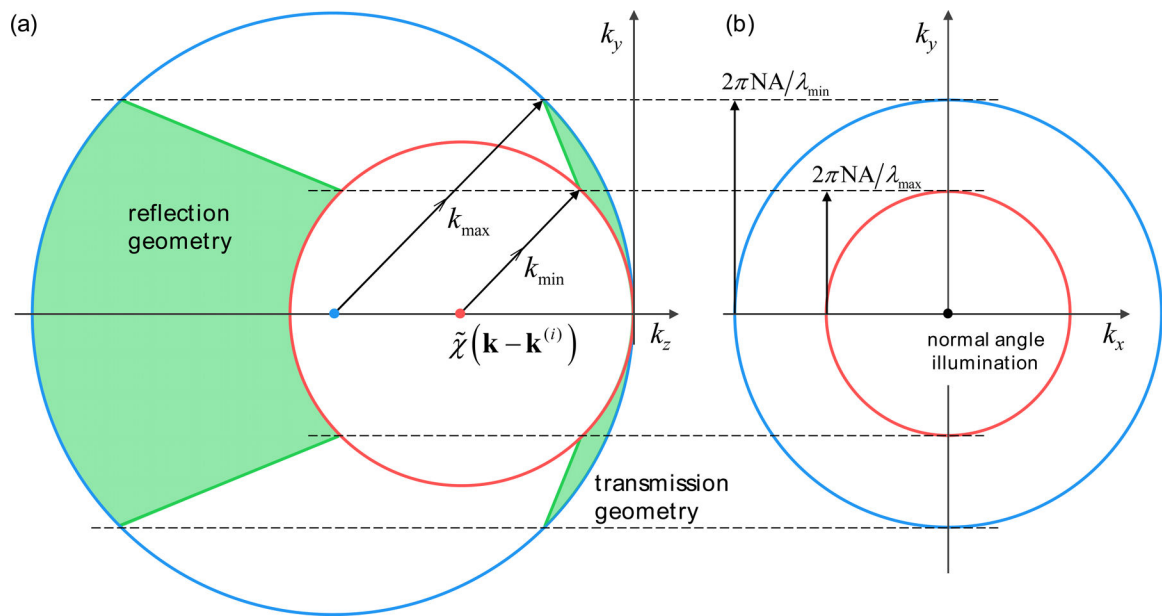 (a)
k_y
reflection
geometry
k_max
k_min
k_z
χ̃(𝐤 − 𝐤^(i))
transmission
geometry
(b)
k_y
2πNA/λ_min
2πNA/λ_max
k_x
normal angle
illumination